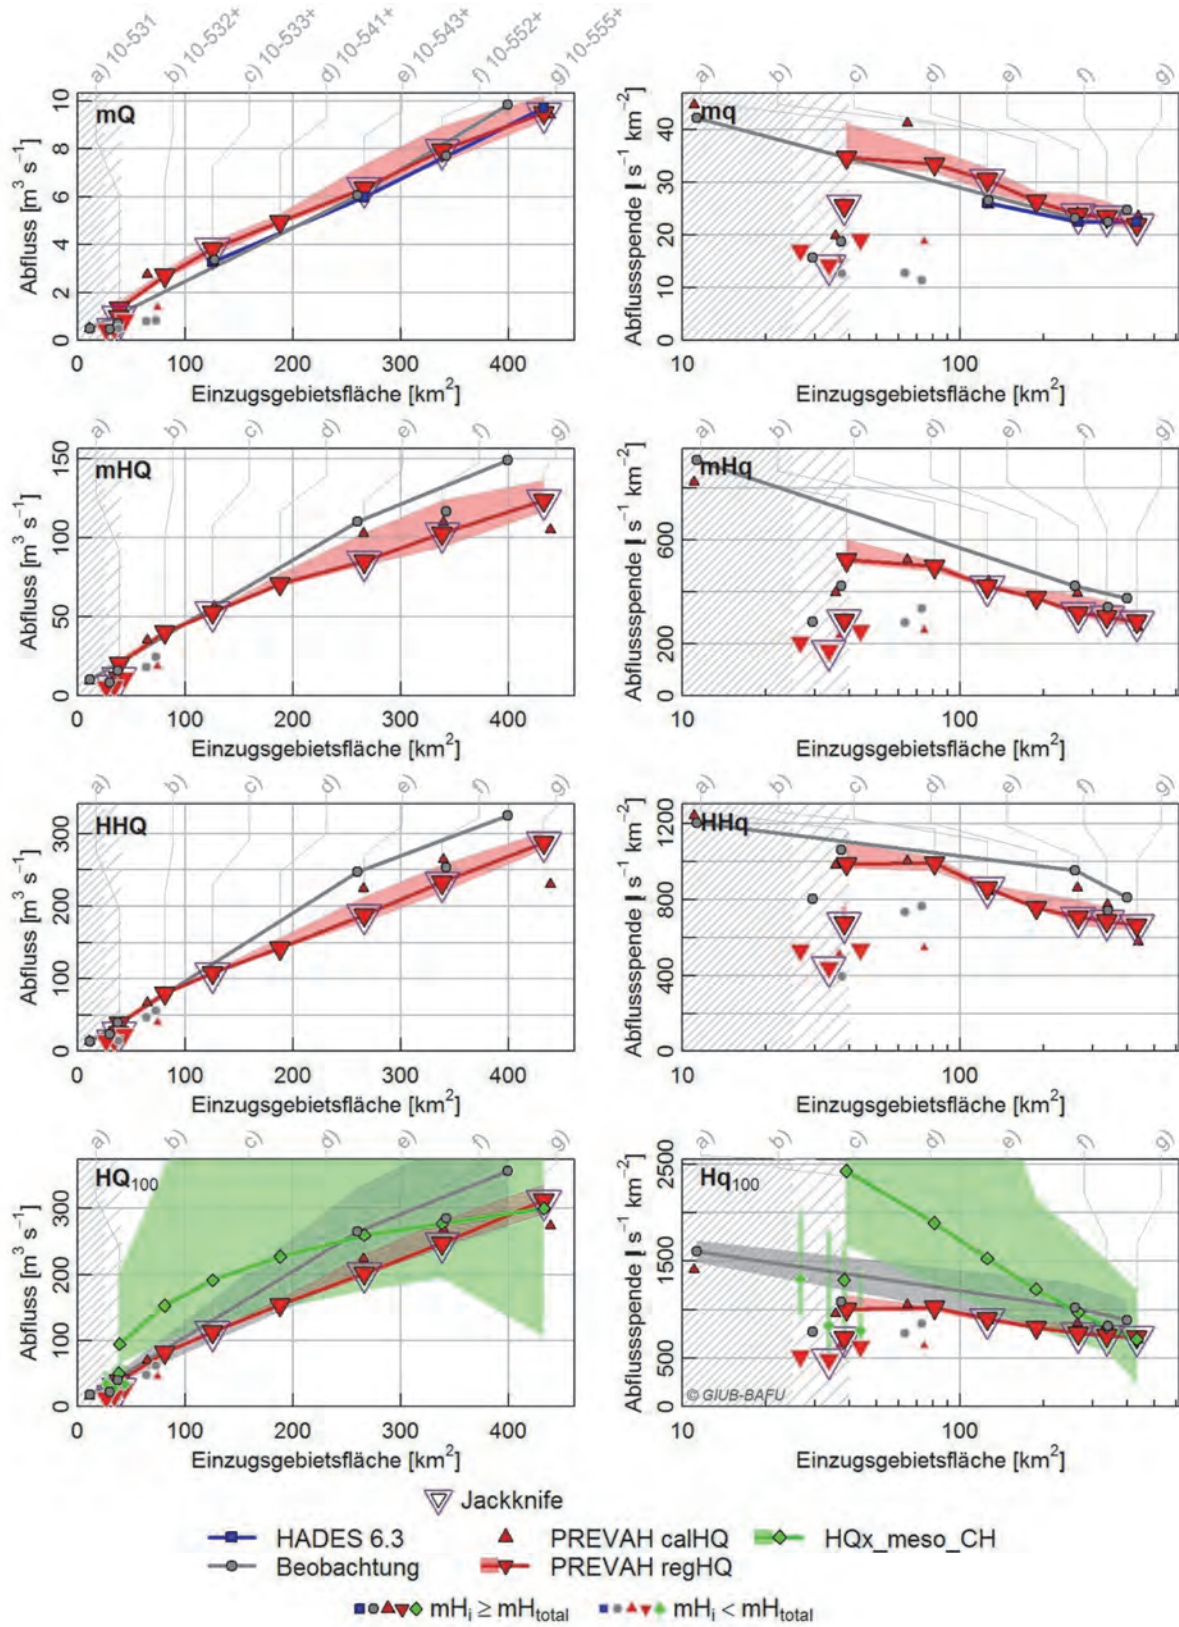 a) 10-531 b) 10-532+ c) 10-533+ d) 10-541+ e) 10-543+ f) 10-552+ g) 10-555+
a) b) c) d) e) f) g)
mQ
Abfluss [m³ s⁻¹]
0 2 4 6 8 10
0 100 200 300 400
Einzugsgebietsfläche [km²]
mq
Abflussspende [l s⁻¹ km⁻²]
0 10 20 30 40
10 100
Einzugsgebietsfläche [km²]
a) b) c) d) e) f) g)
a) b) c) d) e) f) g)
mHQ
Abfluss [m³ s⁻¹]
0 50 100 150
0 100 200 300 400
Einzugsgebietsfläche [km²]
mHq
Abflussspende [l s⁻¹ km⁻²]
0 200 600
10 100
Einzugsgebietsfläche [km²]
a) b) c) d) e) f) g)
a) b) c) d) e) f) g)
HHQ
Abfluss [m³ s⁻¹]
0 100 200 300
0 100 200 300 400
Einzugsgebietsfläche [km²]
HHq
Abflussspende [l s⁻¹ km⁻²]
0 400 800 1200
10 100
Einzugsgebietsfläche [km²]
a) b) c) d) e) f) g)
a) b) c) d) e) f) g)
HQ₁₀₀
Abfluss [m³ s⁻¹]
0 100 200 300
0 100 200 300 400
Einzugsgebietsfläche [km²]
Hq₁₀₀
Abflussspende [l s⁻¹ km⁻²]
0 500 1500 2500
© GIUB-BAFU
10 100
Einzugsgebietsfläche [km²]
Jackknife
HADES 6.3 PREVAH calHQ HQx_meso_CH
Beobachtung PREVAH regHQ
mHᵢ ≥ mH_total mHᵢ < mH_total